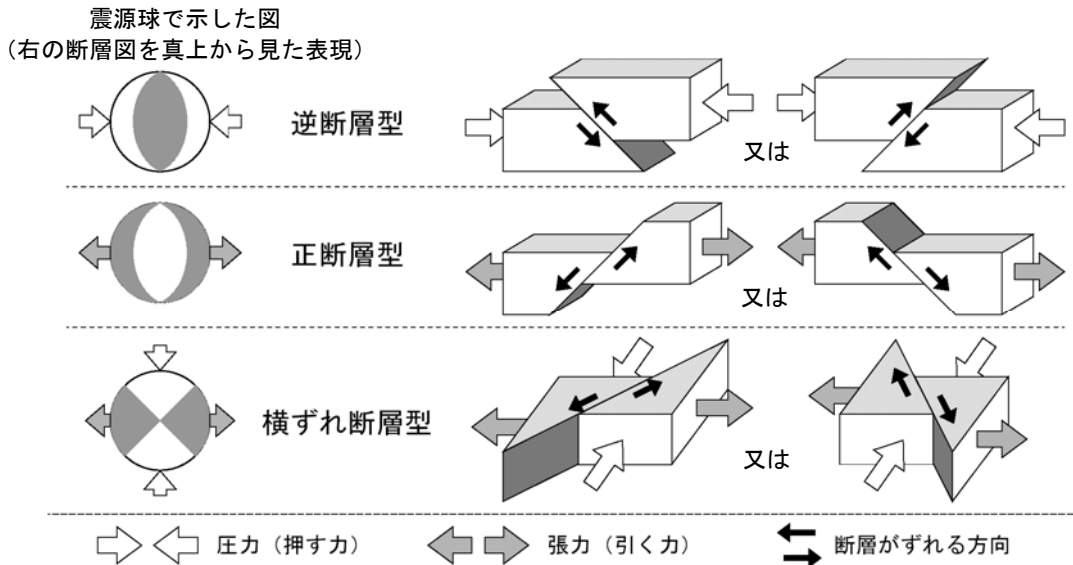 震源球で示した図
(右の断層図を真上から見た表現)
逆断層型
又は
正断層型
又は
横ずれ断層型
又は
圧力(押す力)
張力(引く力)
断層がずれる方向